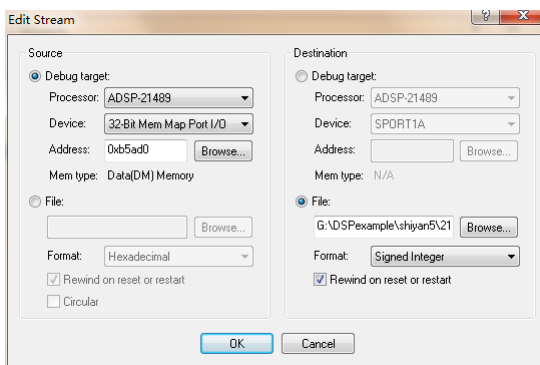 Edit Stream
Source
Debug target:
Processor: ADSP-21489
Device: 32-Bit Mem Map Port I/O
Address: 0xb5ad0 Browse...
Mem type: Data(DM) Memory
File:
Browse...
Format: Hexadecimal
Rewind on reset or restart
Circular
Destination
Debug target:
Processor: ADSP-21489
Device: SPORT1A
Address: Browse...
Mem type: N/A
File:
G:\DSPexample\shiyan5\21 Browse...
Format: Signed Integer
Rewind on reset or restart
OK Cancel